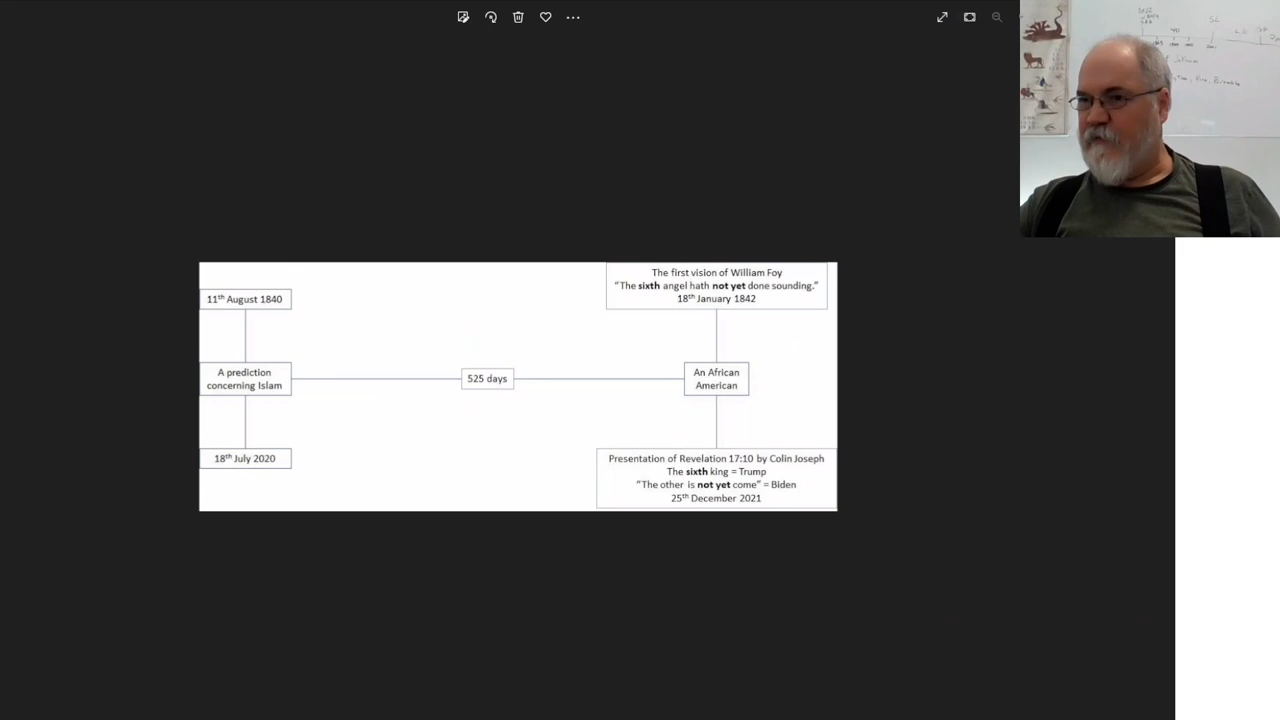 11th August 1840
A prediction
concerning Islam
18th July 2020
525 days
The first vision of William Foy
“The sixth angel hath not yet done sounding.”
18th January 1842
An African
American
Presentation of Revelation 17:10 by Colin Joseph
The sixth king = Trump
“The other is not yet come” = Biden
25th December 2021